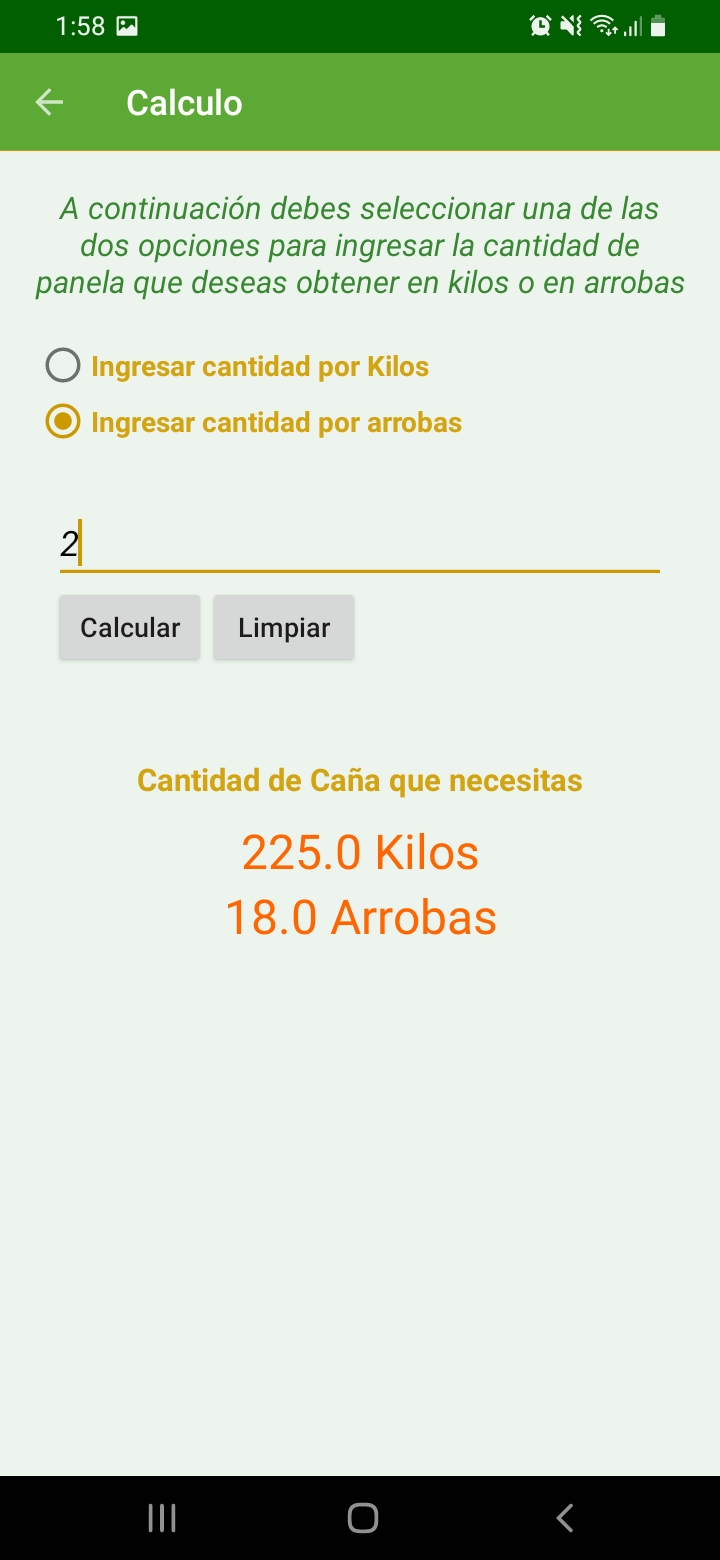 1:58
Calculo
A continuación debes seleccionar una de las
dos opciones para ingresar la cantidad de
panela que deseas obtener en kilos o en arrobas
Ingresar cantidad por Kilos
Ingresar cantidad por arrobas
2
Calcular Limpiar
Cantidad de Caña que necesitas
225.0 Kilos
18.0 Arrobas